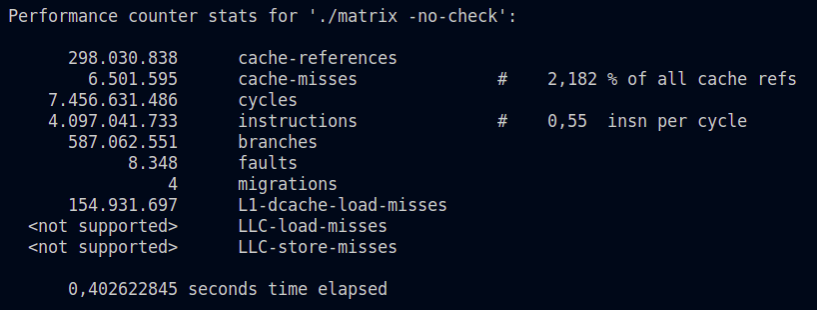 Performance counter stats for './matrix -no-check':
298.030.838 cache-references
6.501.595 cache-misses # 2,182 % of all cache refs
7.456.631.486 cycles
4.097.041.733 instructions # 0,55 insn per cycle
587.062.551 branches
8.348 faults
4 migrations
154.931.697 L1-dcache-load-misses
<not supported> LLC-load-misses
<not supported> LLC-store-misses
0,402622845 seconds time elapsed